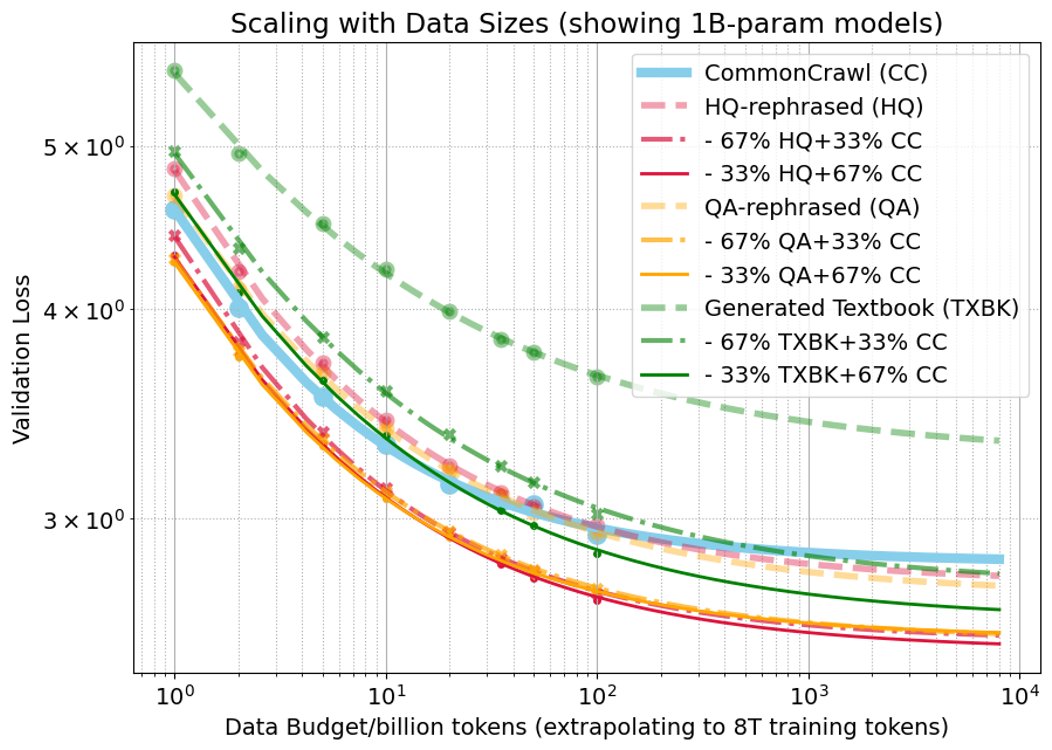 Scaling with Data Sizes (showing 1B-param models)
CommonCrawl (CC)
HQ-rephrased (HQ)
- 67% HQ+33% CC
- 33% HQ+67% CC
QA-rephrased (QA)
- 67% QA+33% CC
- 33% QA+67% CC
Generated Textbook (TXBK)
- 67% TXBK+33% CC
- 33% TXBK+67% CC
Validation Loss
5 × 10⁰
4 × 10⁰
3 × 10⁰
10⁰ 10¹ 10² 10³ 10⁴
Data Budget/billion tokens (extrapolating to 8T training tokens)